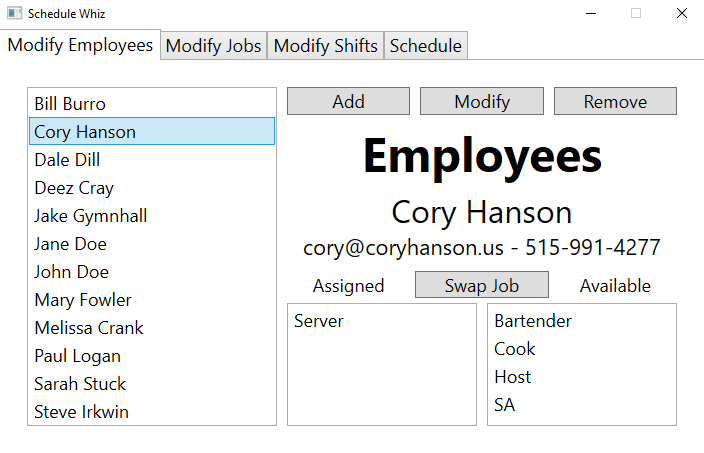 Schedule Whiz
Modify Employees Modify Jobs Modify Shifts Schedule
Bill Burro
Cory Hanson
Dale Dill
Deez Cray
Jake Gymnhall
Jane Doe
John Doe
Mary Fowler
Melissa Crank
Paul Logan
Sarah Stuck
Steve Irkwin
Add Modify Remove
Employees
Cory Hanson
cory@coryhanson.us - 515-991-4277
Assigned Swap Job Available
Server
Bartender
Cook
Host
SA